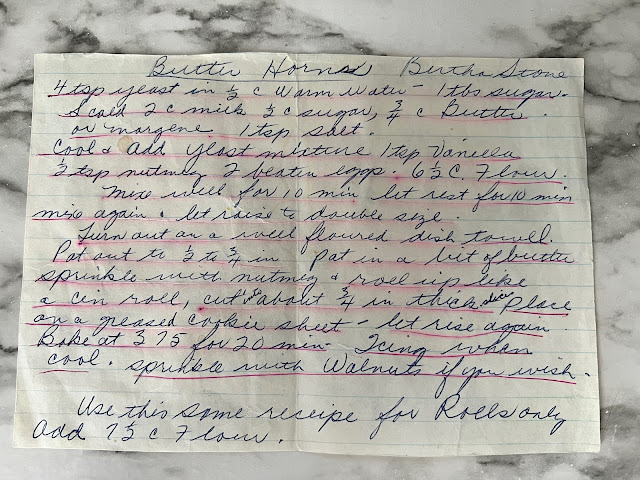 Butter Horns Bertha Stone
4 tsp yeast in ½ c Warm Water - 1 tbs sugar.
Scald 2 c milk ½ c sugar, ¾ c Butter
or margene. 1 tsp salt.
Cool & Add yeast mixture 1 tsp Vanilla
½ tsp nutmeg 2 beaten eggs. 6½ C. Flour.
Mixe well for 10 min let rest for 10 min
mixe again & let raise to double size.
Turn out on a well floured dish towell.
Pat out to ½ to ¾ in Pat in a bit of butter
sprinkle with nutmeg & roll up like
a cin roll, cut to about ¾ in thick slice Place
on a greased cookie sheet - let rise again
Bake at 375 for 20 min - Icing when
cool. sprinkle with Walnuts if you wish.
Use this same receipe for Rolls only
add 7½ c Flour.